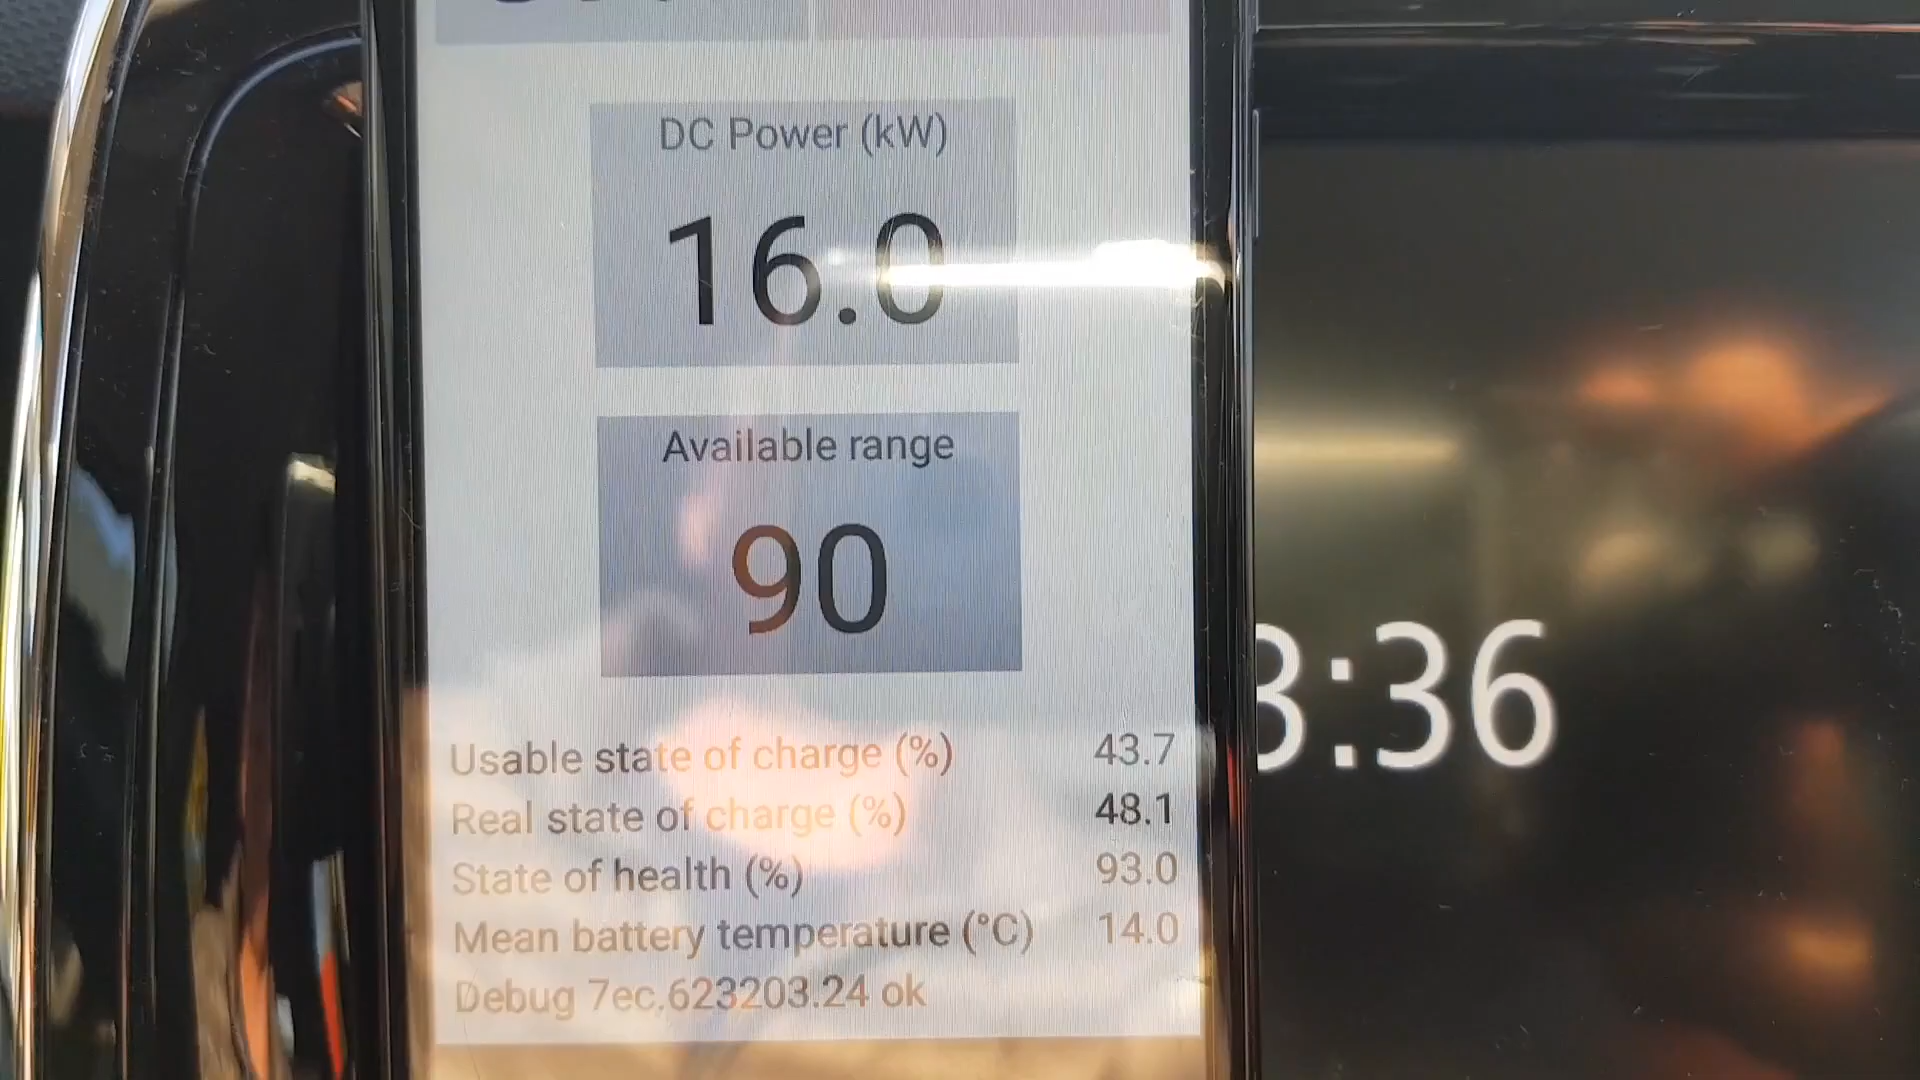 DC Power (kW)
16.0
Available range
90
:36
Usable state of charge (%) 43.7
Real state of charge (%) 48.1
State of health (%) 93.0
Mean battery temperature (°C) 14.0
Debug 7ec.623203.24 ok